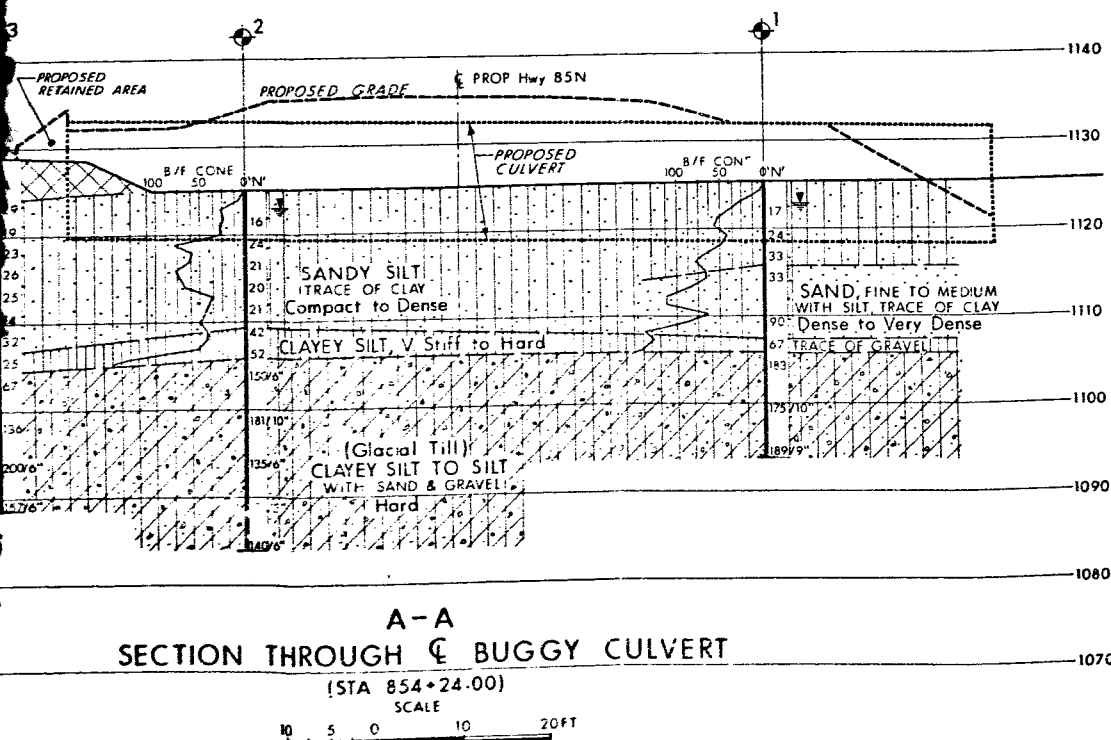 3
2
1
1140
PROPOSED
RETAINED AREA
PROPOSED GRADE
℄ PROP Hwy 85N
1130
PROPOSED
CULVERT
B/F CONE
100 50 0 'N'
B/F CON
100 50 0 'N'
16
24
21
20
21
42
52
150/6"
181/10"
135/6"
140/6"
17
24
33
33
90
67
183
175/10"
189/9"
19
23
26
25
32
25
67
136
200/6"
157/6"
1120
SANDY SILT
TRACE OF CLAY
Compact to Dense
SAND, FINE TO MEDIUM
WITH SILT, TRACE OF CLAY
Dense to Very Dense
TRACE OF GRAVEL
1110
CLAYEY SILT, V. Stiff to Hard
1100
(Glacial Till)
CLAYEY SILT TO SILT
WITH SAND & GRAVEL
Hard
1090
1080
A-A
SECTION THROUGH ℄ BUGGY CULVERT
1070
(STA 854+24.00)
SCALE
10 5 0 10 20FT